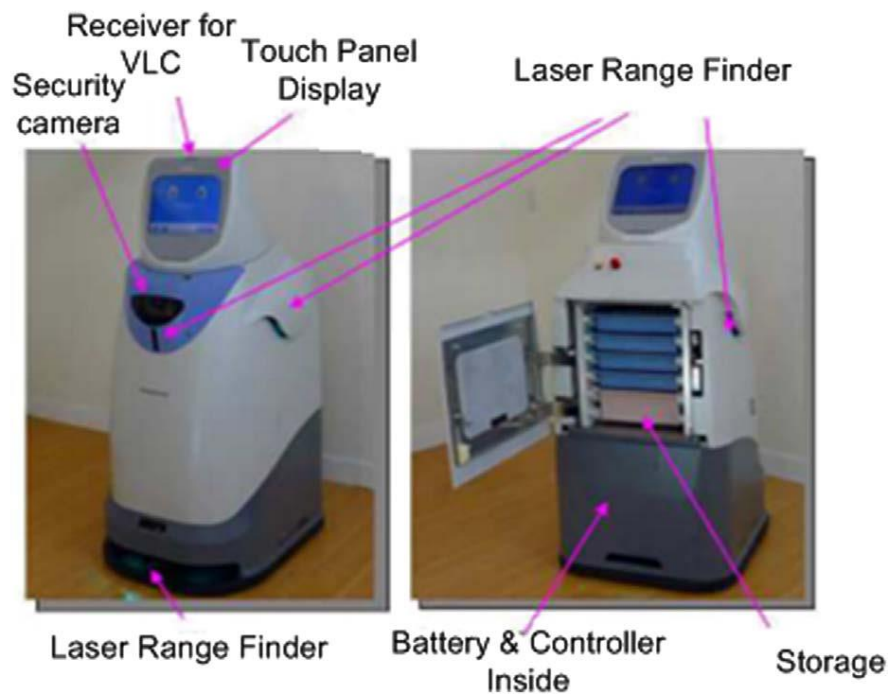 Receiver for
VLC
Touch Panel
Display
Security
camera
Laser Range Finder
Laser Range Finder
Battery & Controller
Inside
Storage